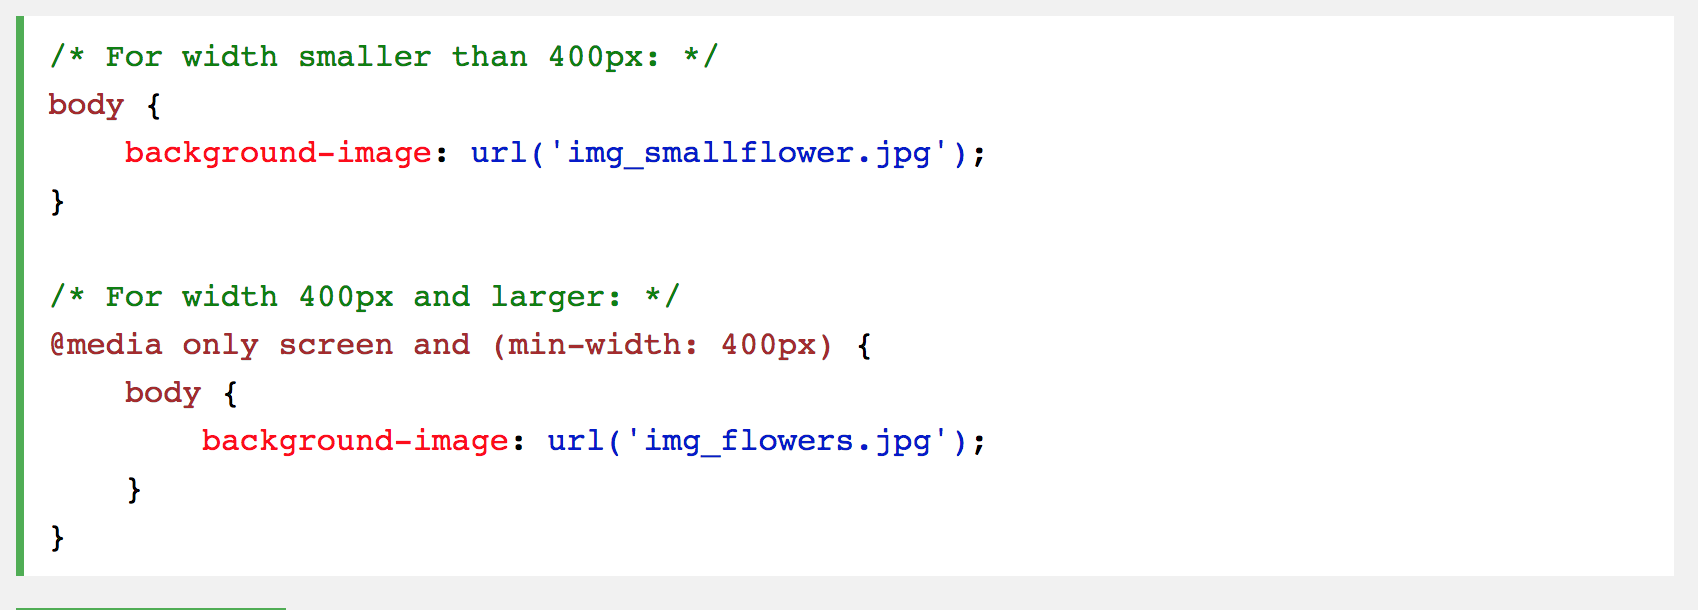 /* For width smaller than 400px: */
body {
    background-image: url('img_smallflower.jpg');
}

/* For width 400px and larger: */
@media only screen and (min-width: 400px) {
    body {
        background-image: url('img_flowers.jpg');
    }
}